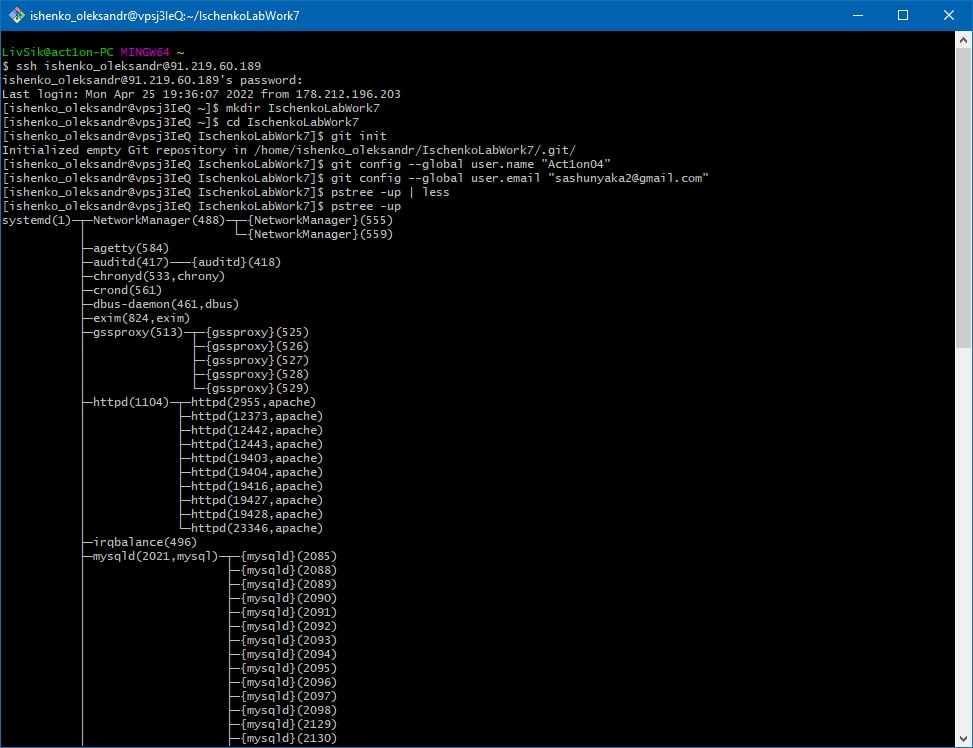 ishenko_oleksandr@vpsj3IeQ:~/IschenkoLabWork7
LivSik@act1on-PC MINGW64 ~
$ ssh ishenko_oleksandr@91.219.60.189
ishenko_oleksandr@91.219.60.189's password:
Last login: Mon Apr 25 19:36:07 2022 from 178.212.196.203
[ishenko_oleksandr@vpsj3IeQ ~]$ mkdir IschenkoLabWork7
[ishenko_oleksandr@vpsj3IeQ ~]$ cd IschenkoLabWork7
[ishenko_oleksandr@vpsj3IeQ IschenkoLabWork7]$ git init
Initialized empty Git repository in /home/ishenko_oleksandr/IschenkoLabWork7/.git/
[ishenko_oleksandr@vpsj3IeQ IschenkoLabWork7]$ git config --global user.name "Act1on04"
[ishenko_oleksandr@vpsj3IeQ IschenkoLabWork7]$ git config --global user.email "sashunyaka2@gmail.com"
[ishenko_oleksandr@vpsj3IeQ IschenkoLabWork7]$ pstree -up | less
[ishenko_oleksandr@vpsj3IeQ IschenkoLabWork7]$ pstree -up
systemd(1)─┬─NetworkManager(488)─┬─{NetworkManager}(555)
           │                     └─{NetworkManager}(559)
           ├─agetty(584)
           ├─auditd(417)───{auditd}(418)
           ├─chronyd(533,chrony)
           ├─crond(561)
           ├─dbus-daemon(461,dbus)
           ├─exim(824,exim)
           ├─gssproxy(513)─┬─{gssproxy}(525)
           │               ├─{gssproxy}(526)
           │               ├─{gssproxy}(527)
           │               ├─{gssproxy}(528)
           │               └─{gssproxy}(529)
           ├─httpd(1104)─┬─httpd(2955,apache)
           │             ├─httpd(12373,apache)
           │             ├─httpd(12442,apache)
           │             ├─httpd(12443,apache)
           │             ├─httpd(19403,apache)
           │             ├─httpd(19404,apache)
           │             ├─httpd(19416,apache)
           │             ├─httpd(19427,apache)
           │             ├─httpd(19428,apache)
           │             └─httpd(23346,apache)
           ├─irqbalance(496)
           ├─mysqld(2021,mysql)─┬─{mysqld}(2085)
           │                    ├─{mysqld}(2088)
           │                    ├─{mysqld}(2089)
           │                    ├─{mysqld}(2090)
           │                    ├─{mysqld}(2091)
           │                    ├─{mysqld}(2092)
           │                    ├─{mysqld}(2093)
           │                    ├─{mysqld}(2094)
           │                    ├─{mysqld}(2095)
           │                    ├─{mysqld}(2096)
           │                    ├─{mysqld}(2097)
           │                    ├─{mysqld}(2098)
           │                    ├─{mysqld}(2129)
           │                    ├─{mysqld}(2130)